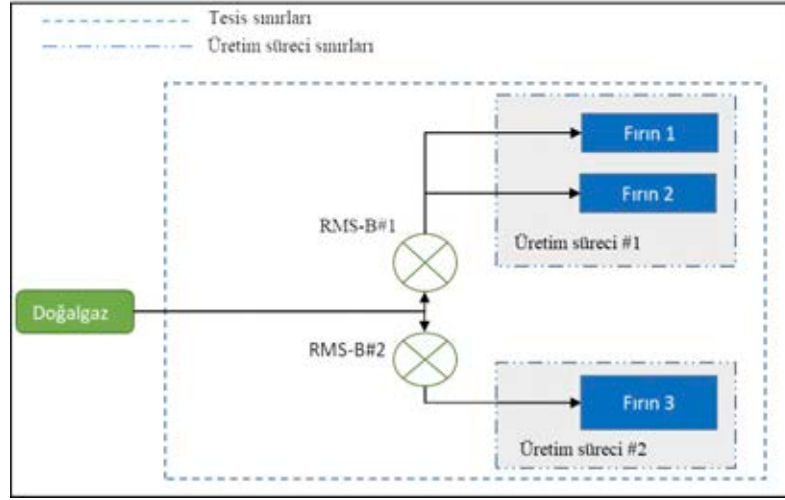 Tesis sınırları
Üretim süreci sınırları
Fırın 1
Fırın 2
RMS-B#1
Üretim süreci #1
Doğalgaz
RMS-B#2
Fırın 3
Üretim süreci #2